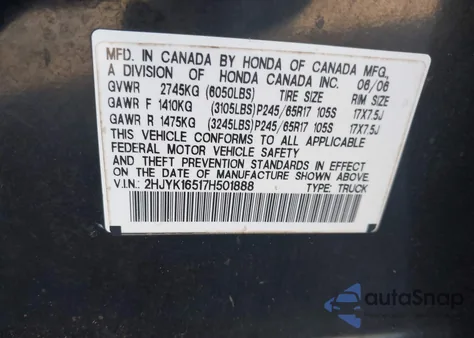 MFD. IN CANADA BY HONDA OF CANADA MFG.,
A DIVISION OF HONDA CANADA INC. 06/06
GVWR 2745KG (6050LBS) TIRE SIZE RIM SIZE
GAWR F 1410KG (3105LBS)P245/65R17 105S 17X7.5J
GAWR R 1475KG (3245LBS)P245/65R17 105S 17X7.5J
THIS VEHICLE CONFORMS TO ALL APPLICABLE
FEDERAL MOTOR VEHICLE SAFETY AND THEFT PREVENTION STANDARDS IN
EFFECT ON THE DATE OF MANUFACTURE SHOWN ABOVE.
V.I.N.: 2HJYK16517H501888 TYPE: TRUCK
autoSnap